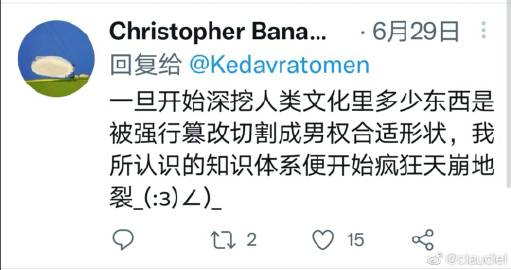 Christopher Bana... · 6月29日
回复给 @Kedavratomen
一旦开始深挖人类文化里多少东西是
被强行篡改切割成男权合适形状，我
所认识的知识体系便开始疯狂天崩地
裂_(:з)∠)_
2 15
@claudiel